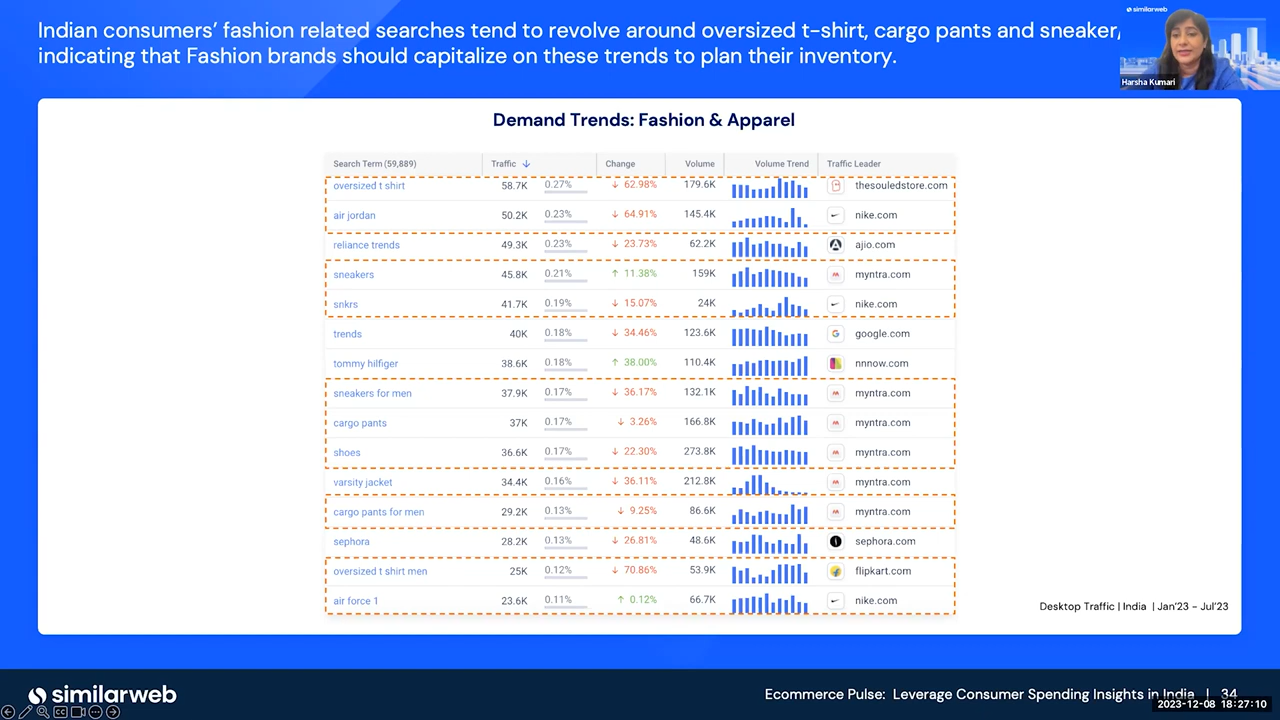 similarweb
Indian consumers' fashion related searches tend to revolve around oversized t-shirt, cargo pants and sneaker,
indicating that Fashion brands should capitalize on these trends to plan their inventory.
Harsha Kumari
Demand Trends: Fashion & Apparel
Search Term (59,889) Traffic ↓ Change Volume Volume Trend Traffic Leader
oversized t shirt 58.7K 0.27% ↓ 62.98% 179.6K thesouledstore.com
air jordan 50.2K 0.23% ↓ 64.91% 145.4K nike.com
reliance trends 49.3K 0.23% ↓ 23.73% 62.2K ajio.com
sneakers 45.8K 0.21% ↑ 11.38% 159K myntra.com
snkrs 41.7K 0.19% ↓ 15.07% 24K nike.com
trends 40K 0.18% ↓ 34.46% 123.6K google.com
tommy hilfiger 38.6K 0.18% ↑ 38.00% 110.4K nnnow.com
sneakers for men 37.9K 0.17% ↓ 36.17% 132.1K myntra.com
cargo pants 37K 0.17% ↓ 3.26% 166.8K myntra.com
shoes 36.6K 0.17% ↓ 22.30% 273.8K myntra.com
varsity jacket 34.4K 0.16% ↓ 36.11% 212.8K myntra.com
cargo pants for men 29.2K 0.13% ↓ 9.25% 86.6K myntra.com
sephora 28.2K 0.13% ↓ 26.81% 48.6K sephora.com
oversized t shirt men 25K 0.12% ↓ 70.86% 53.9K flipkart.com
air force 1 23.6K 0.11% ↑ 0.12% 66.7K nike.com
Desktop Traffic | India | Jan'23 - Jul'23
similarweb
Ecommerce Pulse: Leverage Consumer Spending Insights in India | 34
2023-12-08 18:27:10